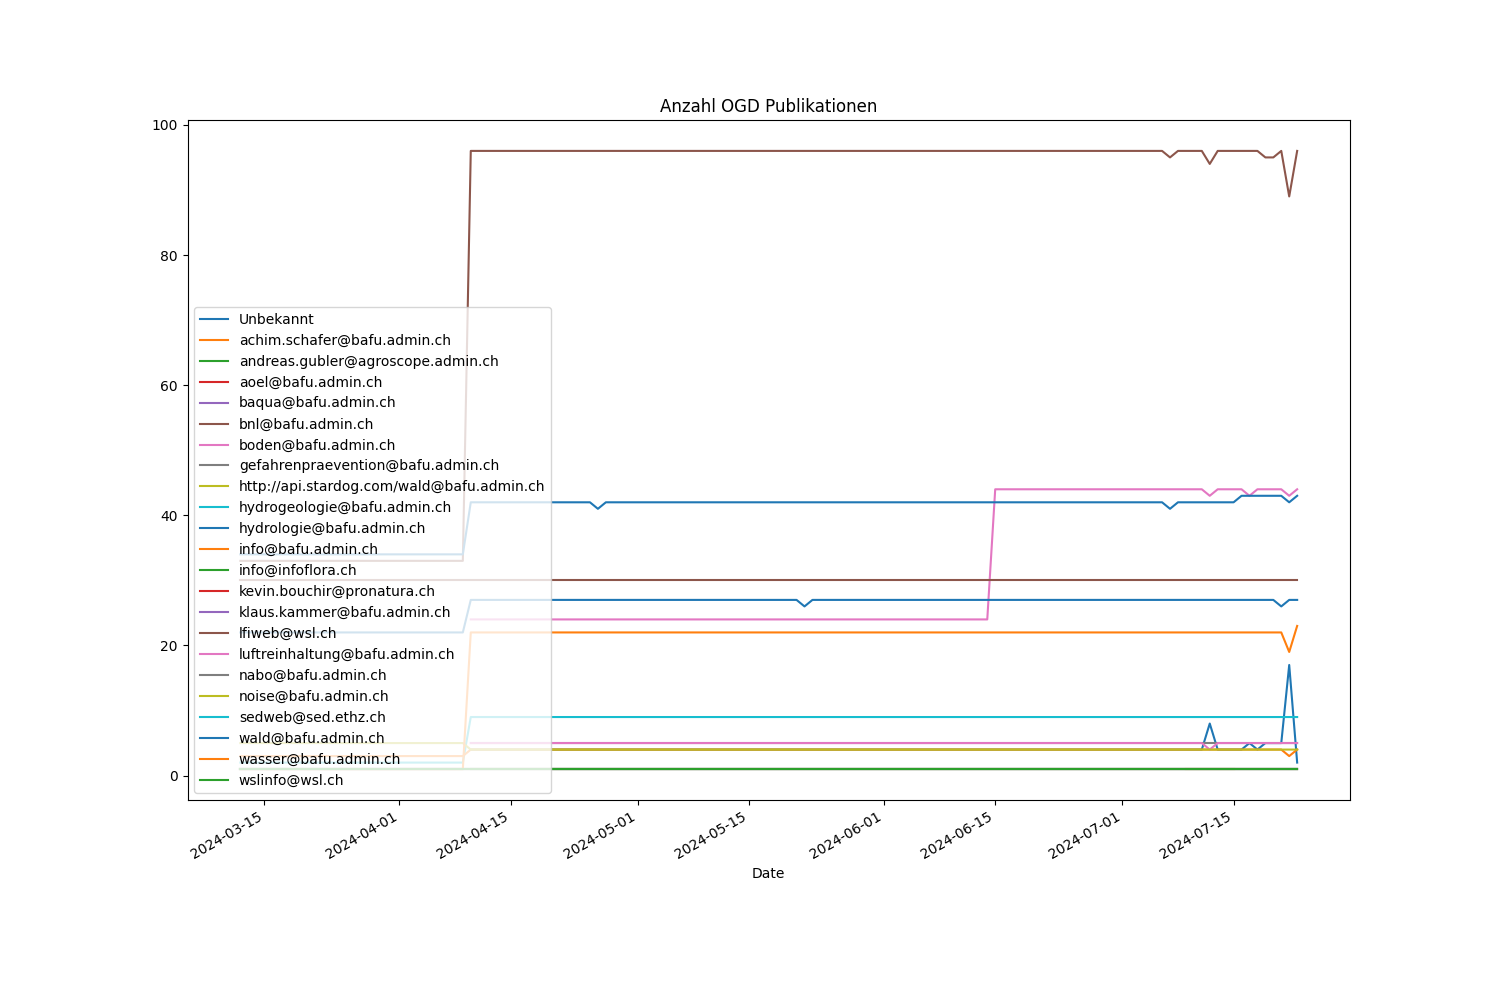 Anzahl OGD Publikationen
100
80
60
40
20
0
Unbekannt
achim.schafer@bafu.admin.ch
andreas.gubler@agroscope.admin.ch
aoel@bafu.admin.ch
baqua@bafu.admin.ch
bnl@bafu.admin.ch
boden@bafu.admin.ch
gefahrenpraevention@bafu.admin.ch
http://api.stardog.com/wald@bafu.admin.ch
hydrogeologie@bafu.admin.ch
hydrologie@bafu.admin.ch
info@bafu.admin.ch
info@infoflora.ch
kevin.bouchir@pronatura.ch
klaus.kammer@bafu.admin.ch
lfiweb@wsl.ch
luftreinhaltung@bafu.admin.ch
nabo@bafu.admin.ch
noise@bafu.admin.ch
sedweb@sed.ethz.ch
wald@bafu.admin.ch
wasser@bafu.admin.ch
wslinfo@wsl.ch
2024-03-15
2024-04-01
2024-04-15
2024-05-01
2024-05-15
2024-06-01
2024-06-15
2024-07-01
2024-07-15
Date